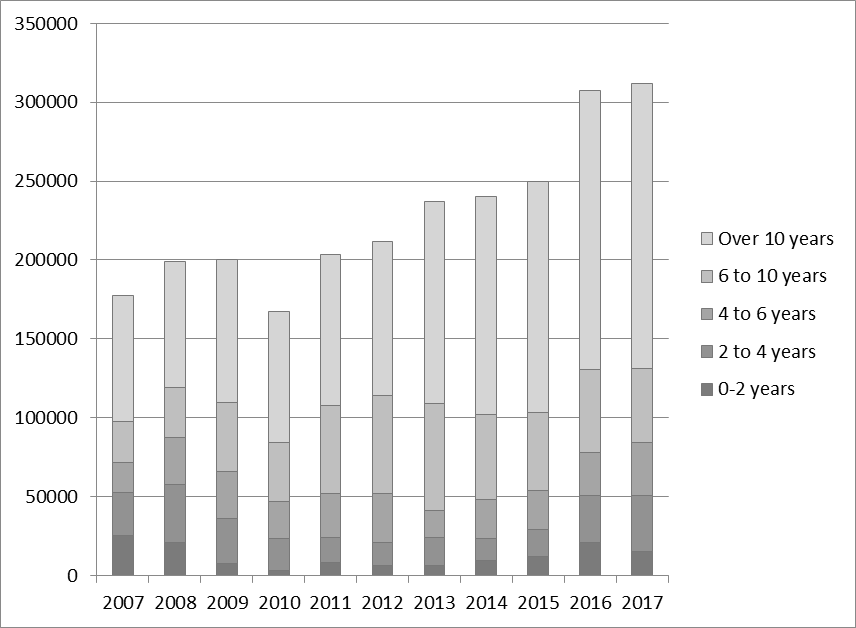 350000
300000
250000
200000
150000
100000
50000
0
2007 2008 2009 2010 2011 2012 2013 2014 2015 2016 2017
Over 10 years
6 to 10 years
4 to 6 years
2 to 4 years
0-2 years